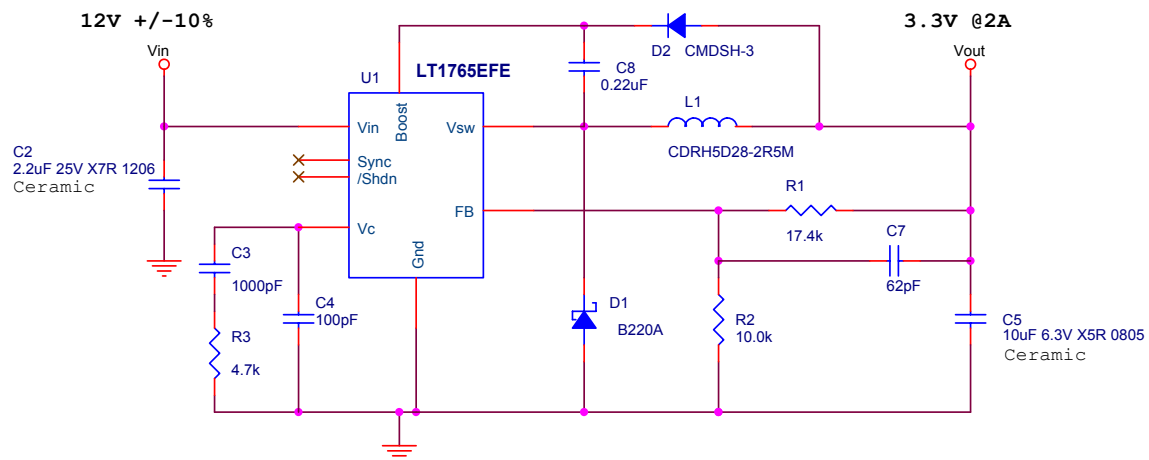 12V +/-10%
3.3V @2A
Vin
Vout
D2 CMDSH-3
U1
LT1765EFE
C8
0.22uF
L1
CDRH5D28-2R5M
Boost
Vin
Vsw
Sync
/Shdn
FB
Vc
Gnd
C2
2.2uF 25V X7R 1206
Ceramic
R1
17.4k
C7
62pF
C3
1000pF
C4
100pF
R3
4.7k
D1
B220A
R2
10.0k
C5
10uF 6.3V X5R 0805
Ceramic